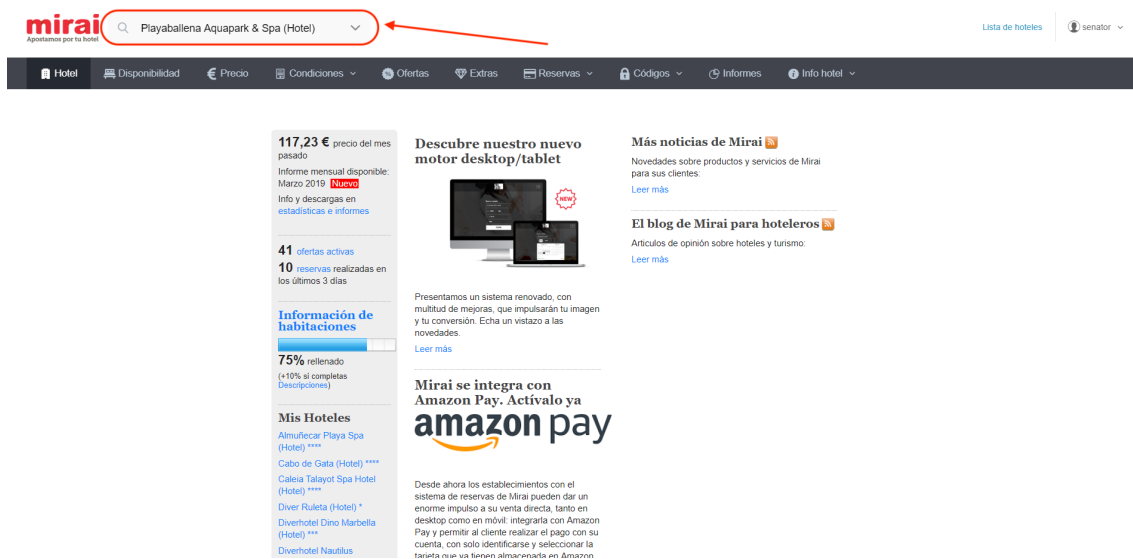 mirai
Apostamos por tu hotel
Playaballena Aquapark & Spa (Hotel)
Lista de hoteles
senator
Hotel
Disponibilidad
Precio
Condiciones
Ofertas
Extras
Reservas
Códigos
Informes
Info hotel
117,23 € precio del mes
pasado
Informe mensual disponible:
Marzo 2019 Nuevo
Info y descargas en
estadísticas e informes
41 ofertas activas
10 reservas realizadas en
los últimos 3 días
Información de
habitaciones
75% rellenado
(+10% si completas
Descripciones)
Mis Hoteles
Almuñecar Playa Spa
(Hotel) ****
Cabo de Gata (Hotel) ****
Caleia Talayot Spa Hotel
(Hotel) ****
Diver Ruleta (Hotel) *
Diverhotel Dino Marbella
(Hotel) ***
Diverhotel Nautilus
Descubre nuestro nuevo
motor desktop/tablet
NEW
Presentamos un sistema renovado, con
multitud de mejoras, que impulsarán tu imagen
y tu conversión. Echa un vistazo a las
novedades.
Leer más
Mirai se integra con
Amazon Pay. Actívalo ya
amazon pay
Desde ahora los establecimientos con el
sistema de reservas de Mirai pueden dar un
enorme impulso a su venta directa, tanto en
desktop como en móvil: integrarla con Amazon
Pay y permitir al cliente realizar el pago con su
cuenta, con solo identificarse y seleccionar la
tarjeta que ya tienen almacenada en Amazon
Más noticias de Mirai
Novedades sobre productos y servicios de Mirai
para sus clientes:
Leer más
El blog de Mirai para hoteleros
Artículos de opinión sobre hoteles y turismo:
Leer más